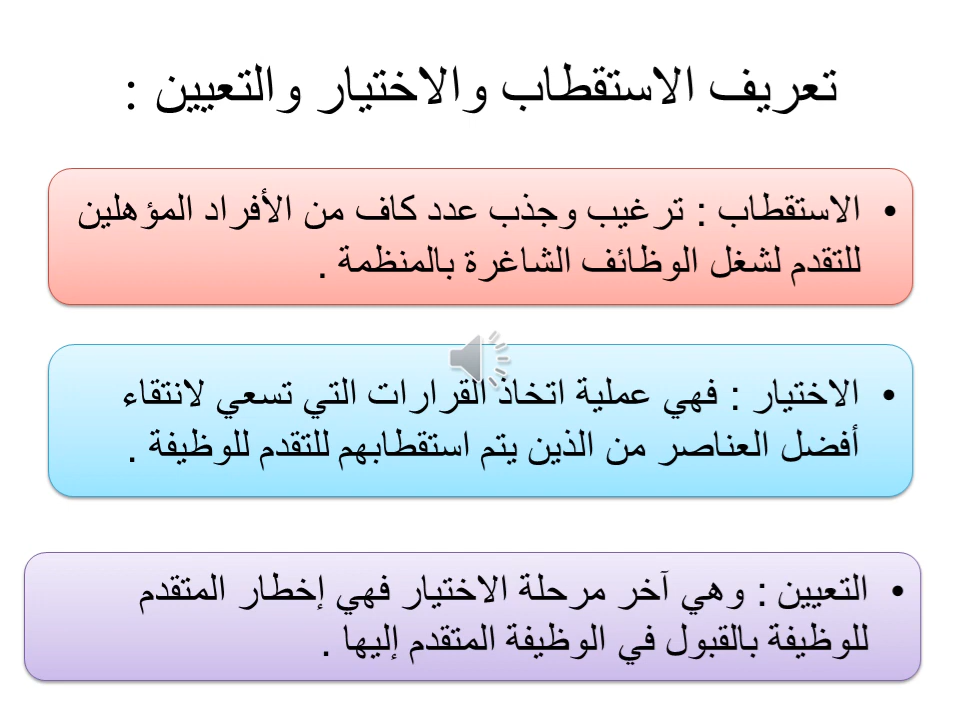 تعريف الاستقطاب والاختيار والتعيين :
• الاستقطاب : ترغيب وجذب عدد كاف من الأفراد المؤهلين
للتقدم لشغل الوظائف الشاغرة بالمنظمة .
• الاختيار : فهي عملية اتخاذ القرارات التي تسعي لانتقاء
أفضل العناصر من الذين يتم استقطابهم للتقدم للوظيفة .
• التعيين : وهي آخر مرحلة الاختيار فهي إخطار المتقدم
للوظيفة بالقبول في الوظيفة المتقدم إليها .